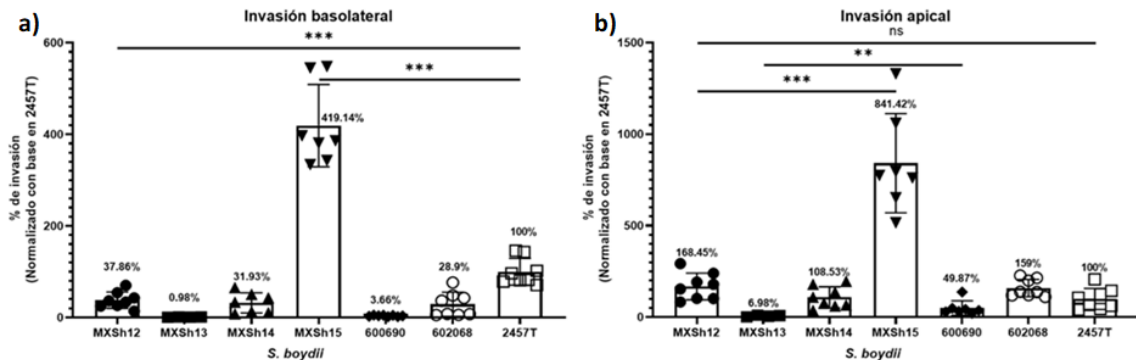 a)
Invasión basolateral
***
***
600
400
200
0
% de invasión
(Normalizado con base en 2457T)
37.86%
0.98%
31.93%
419.14%
3.66%
28.9%
100%
MXSh12 MXSh13 MXSh14 MXSh15 600690 602068 2457T
S. boydii
b)
Invasión apical
ns
**
***
1500
1000
500
0
% de invasión
(Normalizado con base en 2457T)
168.45%
6.98%
108.53%
841.42%
49.87%
159%
100%
MXSh12 MXSh13 MXSh14 MXSh15 600690 602068 2457T
S. boydii